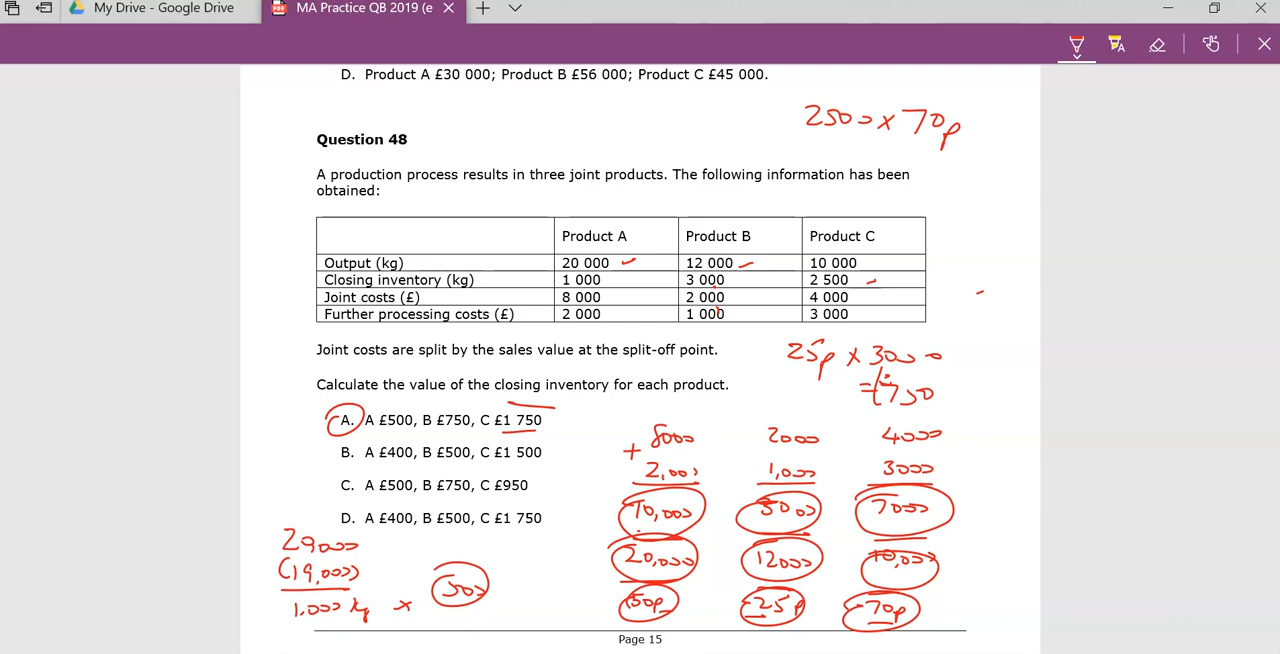 My Drive - Google Drive
MA Practice QB 2019 (e
D. Product A £30 000; Product B £56 000; Product C £45 000.
2500 x 70p
Question 48
A production process results in three joint products. The following information has been
obtained:
Product A Product B Product C
Output (kg) 20 000 12 000 10 000
Closing inventory (kg) 1 000 3 000 2 500
Joint costs (£) 8 000 2 000 4 000
Further processing costs (£) 2 000 1 000 3 000
Joint costs are split by the sales value at the split-off point.
25p x 3000
= 750
Calculate the value of the closing inventory for each product.
A. A £500, B £750, C £1 750
B. A £400, B £500, C £1 500
C. A £500, B £750, C £950
D. A £400, B £500, C £1 750
8000 2000 4000
+ 2,000 1,000 3000
10,000 3000 7000
20,000 12000 10,000
50p 25p 70p
29000
(19,000)
1,000 kg x 500
Page 15